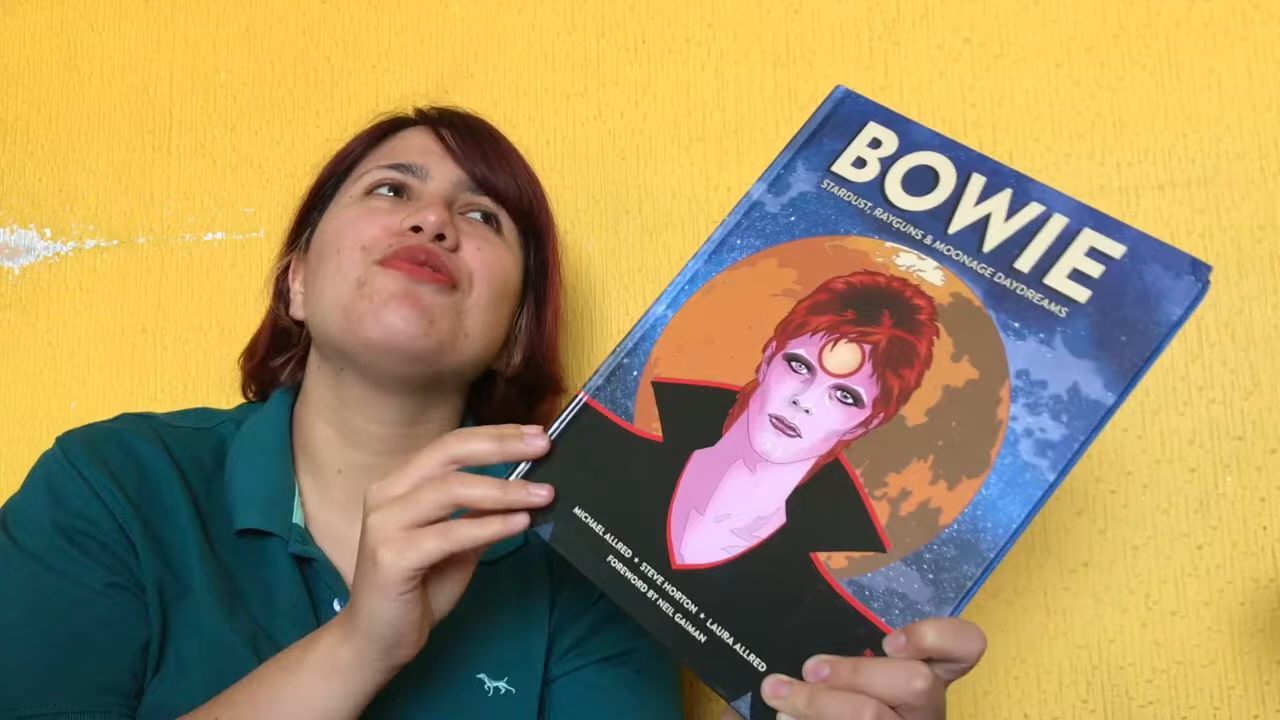 BOWIE
STARDUST, RAYGUNS & MOONAGE DAYDREAMS
MICHAEL ALLRED ★ STEVE HORTON ★ LAURA ALLRED
FOREWORD BY NEIL GAIMAN